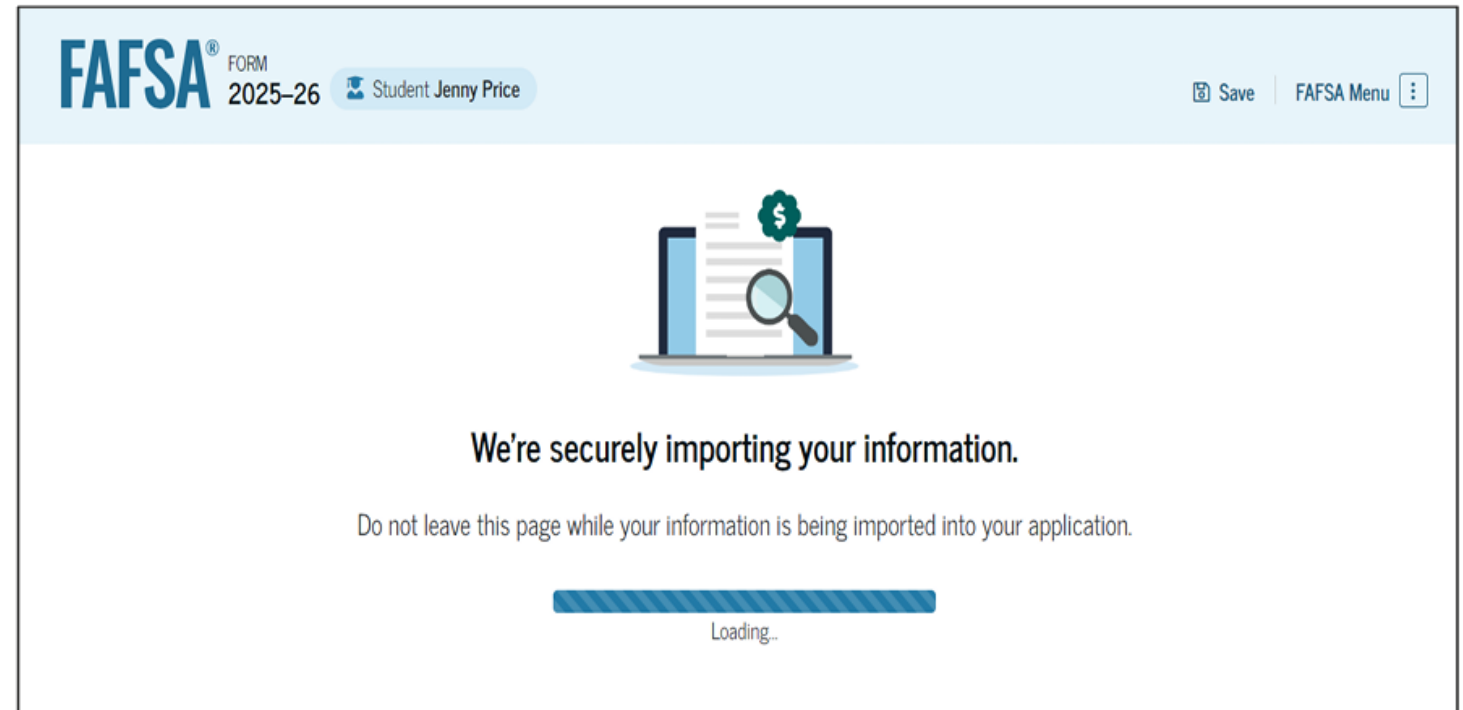 FAFSA® FORM
2025–26 Student Jenny Price Save FAFSA Menu
$
We're securely importing your information.
Do not leave this page while your information is being imported into your application.
Loading...